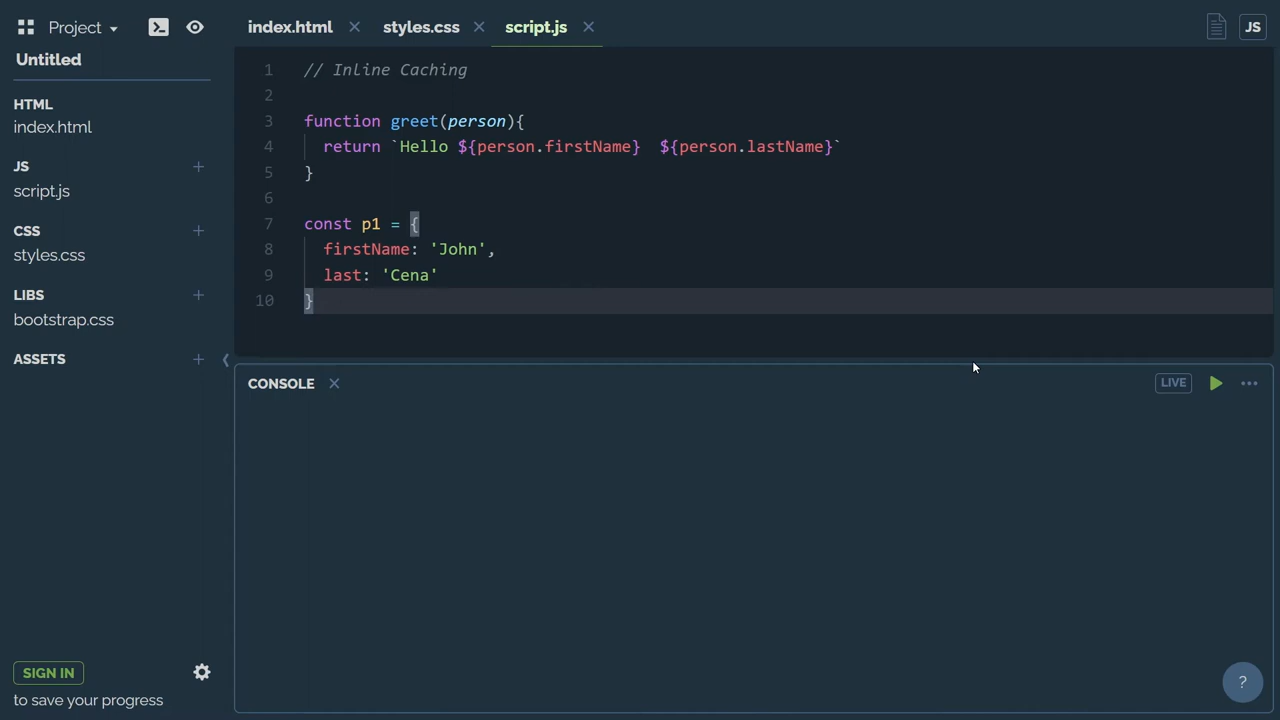 Project
index.html
styles.css
script.js
JS
Untitled
HTML
index.html
JS
script.js
CSS
styles.css
LIBS
bootstrap.css
ASSETS
1 // Inline Caching
2
3 function greet(person){
4 return `Hello ${person.firstName}  ${person.lastName}`
5 }
6
7 const p1 = {
8 firstName: 'John',
9 last: 'Cena'
10 }
CONSOLE
LIVE
SIGN IN
to save your progress
?